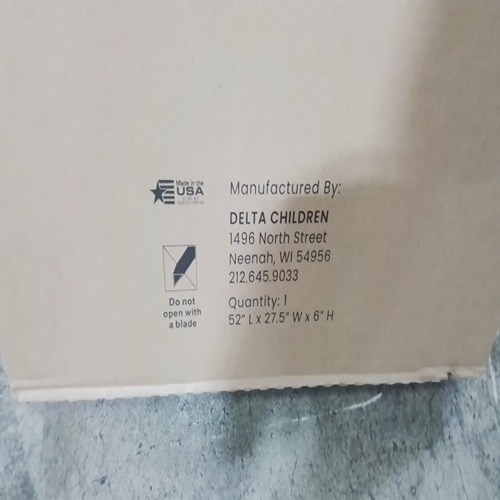 Made in the
USA
Manufactured By:
DELTA CHILDREN
1496 North Street
Neenah, WI 54956
212.645.9033
Do not
open with
a blade
Quantity: 1
52" L x 27.5" W x 6" H